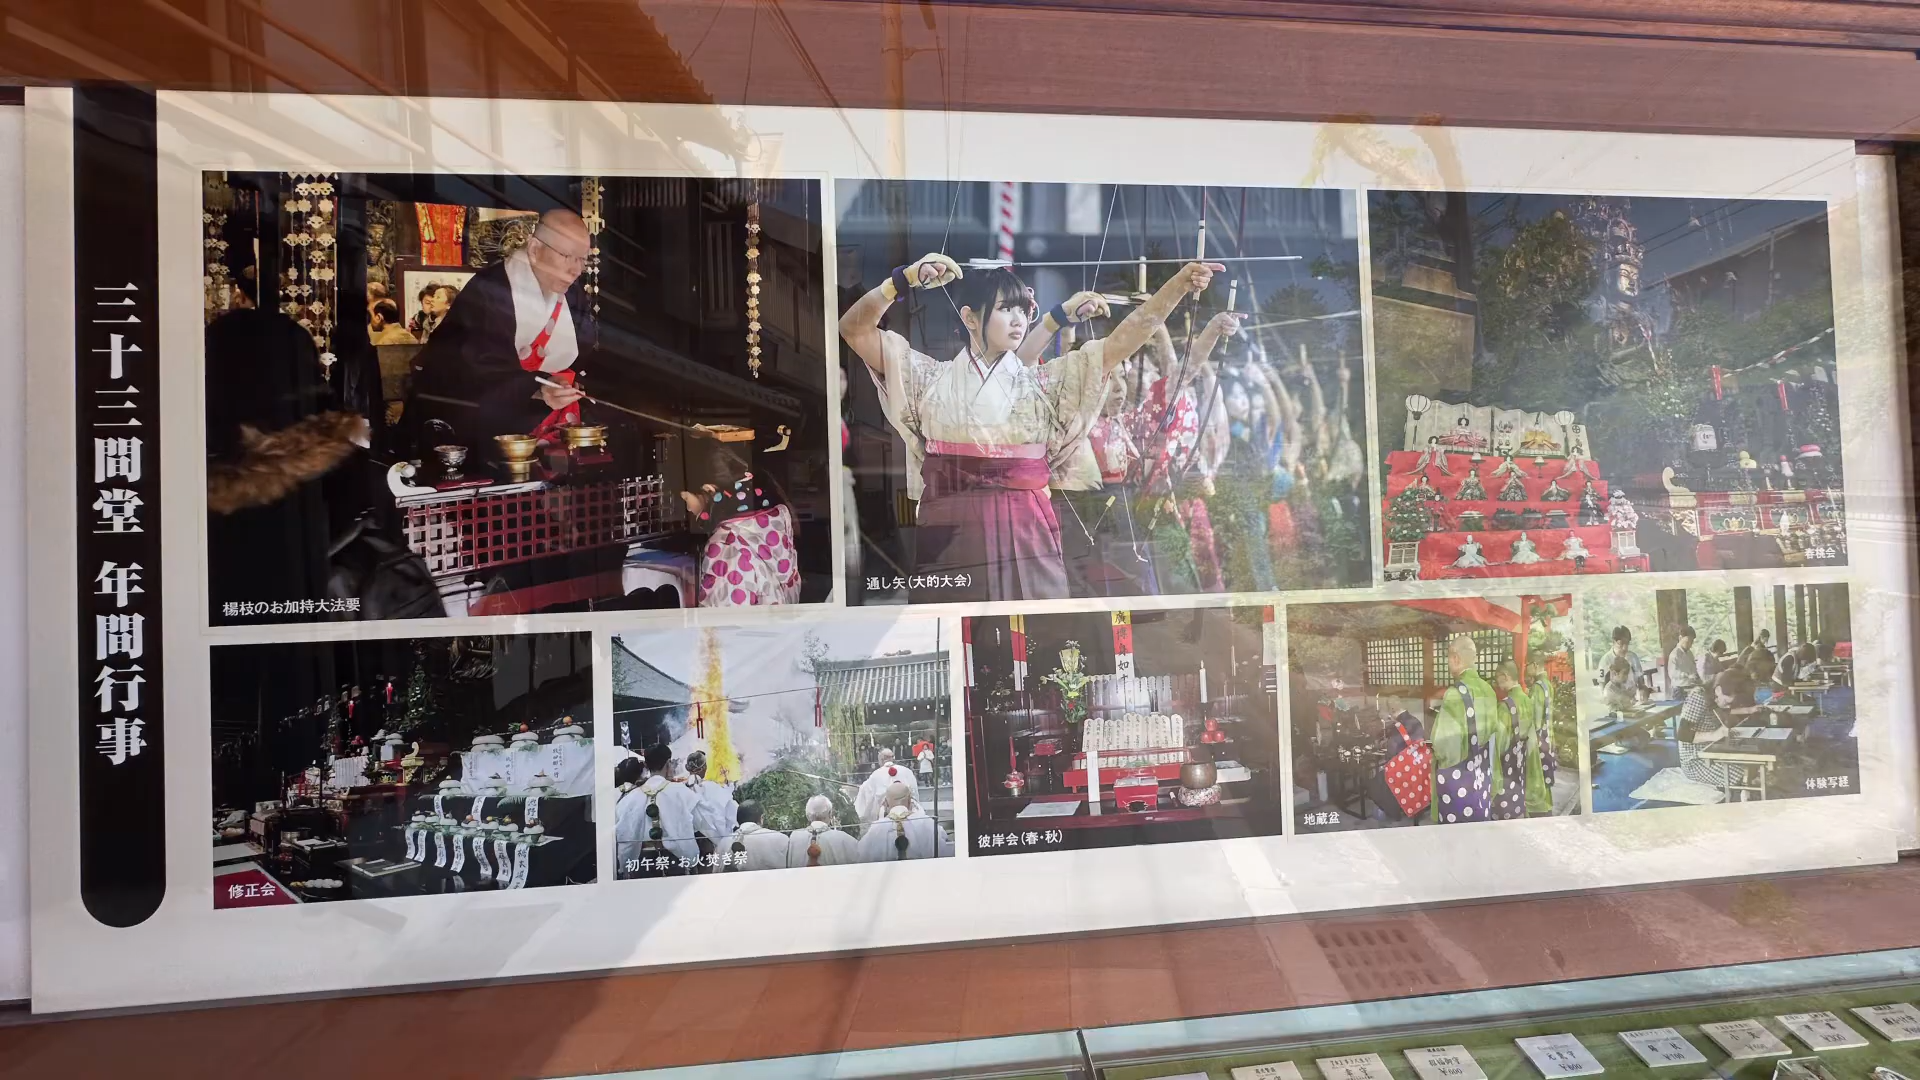 三十三間堂 年間行事
楊枝のお加持大法要
通し矢(大的大会)
春桃会
修正会
初午祭・お火焚き祭
彼岸会(春・秋)
地蔵盆
体験写経
¥600
¥800